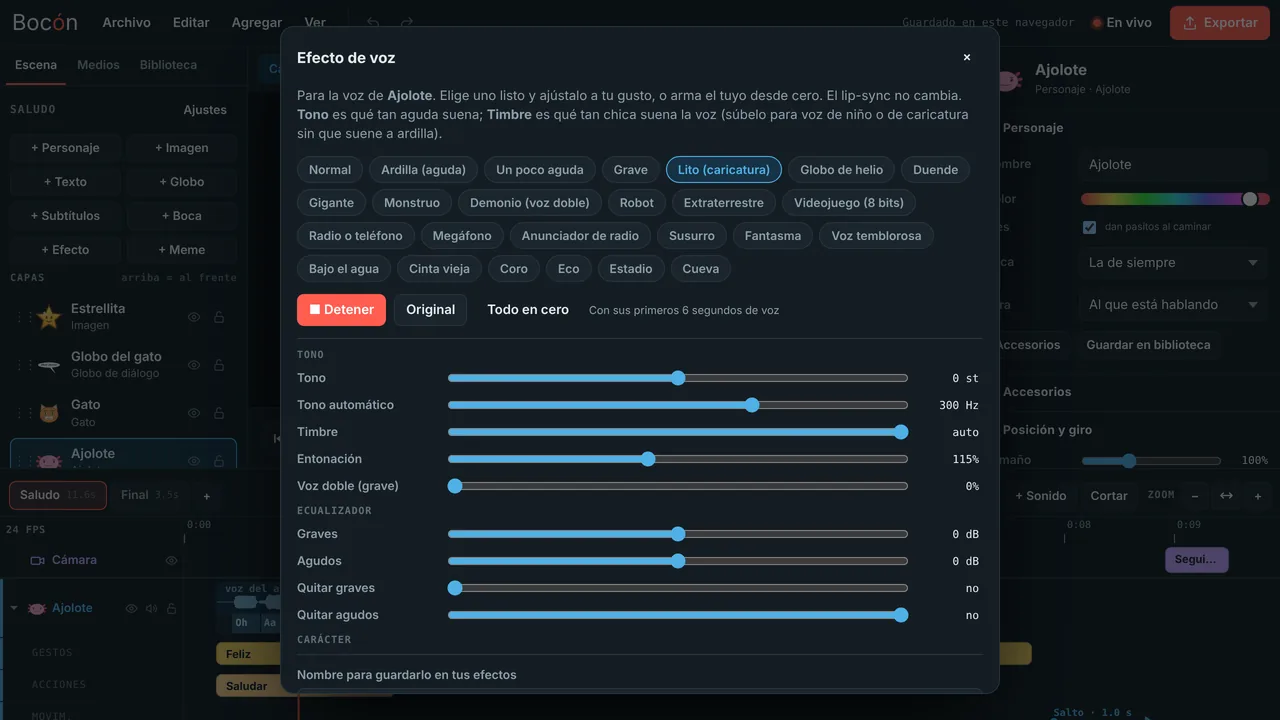 Bocón
Archivo
Editar
Agregar
Ver
Guardado en este navegador
En vivo
Exportar
Escena
Medios
Biblioteca
SALUDO
Ajustes
+ Personaje
+ Imagen
+ Texto
+ Globo
+ Subtítulos
+ Boca
+ Efecto
+ Meme
CAPAS
arriba = al frente
Estrellita
Imagen
Globo del gato
Globo de diálogo
Gato
Gato
Ajolote
Efecto de voz
×
Para la voz de Ajolote. Elige uno listo y ajústalo a tu gusto, o arma el tuyo desde cero. El lip-sync no cambia.
Tono es qué tan aguda suena; Timbre es qué tan chica suena la voz (súbelo para voz de niño o de caricatura
sin que suene a ardilla).
Normal
Ardilla (aguda)
Un poco aguda
Grave
Lito (caricatura)
Globo de helio
Duende
Gigante
Monstruo
Demonio (voz doble)
Robot
Extraterrestre
Videojuego (8 bits)
Radio o teléfono
Megáfono
Anunciador de radio
Susurro
Fantasma
Voz temblorosa
Bajo el agua
Cinta vieja
Coro
Eco
Estadio
Cueva
Detener
Original
Todo en cero
Con sus primeros 6 segundos de voz
TONO
Tono 0 st
Tono automático 300 Hz
Timbre auto
Entonación 115%
Voz doble (grave) 0%
ECUALIZADOR
Graves 0 dB
Agudos 0 dB
Quitar graves no
Quitar agudos no
CARÁCTER
Nombre para guardarlo en tus efectos
Ajolote
Personaje · Ajolote
Personaje
Ajolote
dan pasitos al caminar
La de siempre
Al que está hablando
Accesorios
Guardar en biblioteca
Accesorios
Posición y giro
100%
Saludo 11.6s
Final 3.5s
+
+ Sonido
Cortar
ZOOM
−
+
24 FPS
0:00
0:08
0:09
Cámara
Segui...
Ajolote
voz del a
Oh
Aa
GESTOS
Feliz
ACCIONES
Saludar
MOVIM.
Salto · 1.0 s